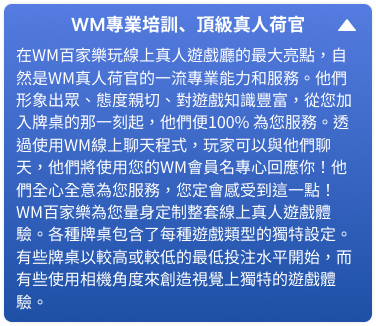 WM專業培訓、頂級真人荷官
在WM百家樂玩線上真人遊戲廳的最大亮點，自
然是WM真人荷官的一流專業能力和服務。他們
形象出眾、態度親切、對遊戲知識豐富，從您加
入牌桌的那一刻起，他們便100% 為您服務。透
過使用WM線上聊天程式，玩家可以與他們聊
天，他們將使用您的WM會員名專心回應你！他
們全心全意為您服務，您定會感受到這一點！
WM百家樂為您量身定制整套線上真人遊戲體
驗。各種牌桌包含了每種遊戲類型的獨特設定。
有些牌桌以較高或較低的最低投注水平開始，而
有些使用相機角度來創造視覺上獨特的遊戲體
驗。